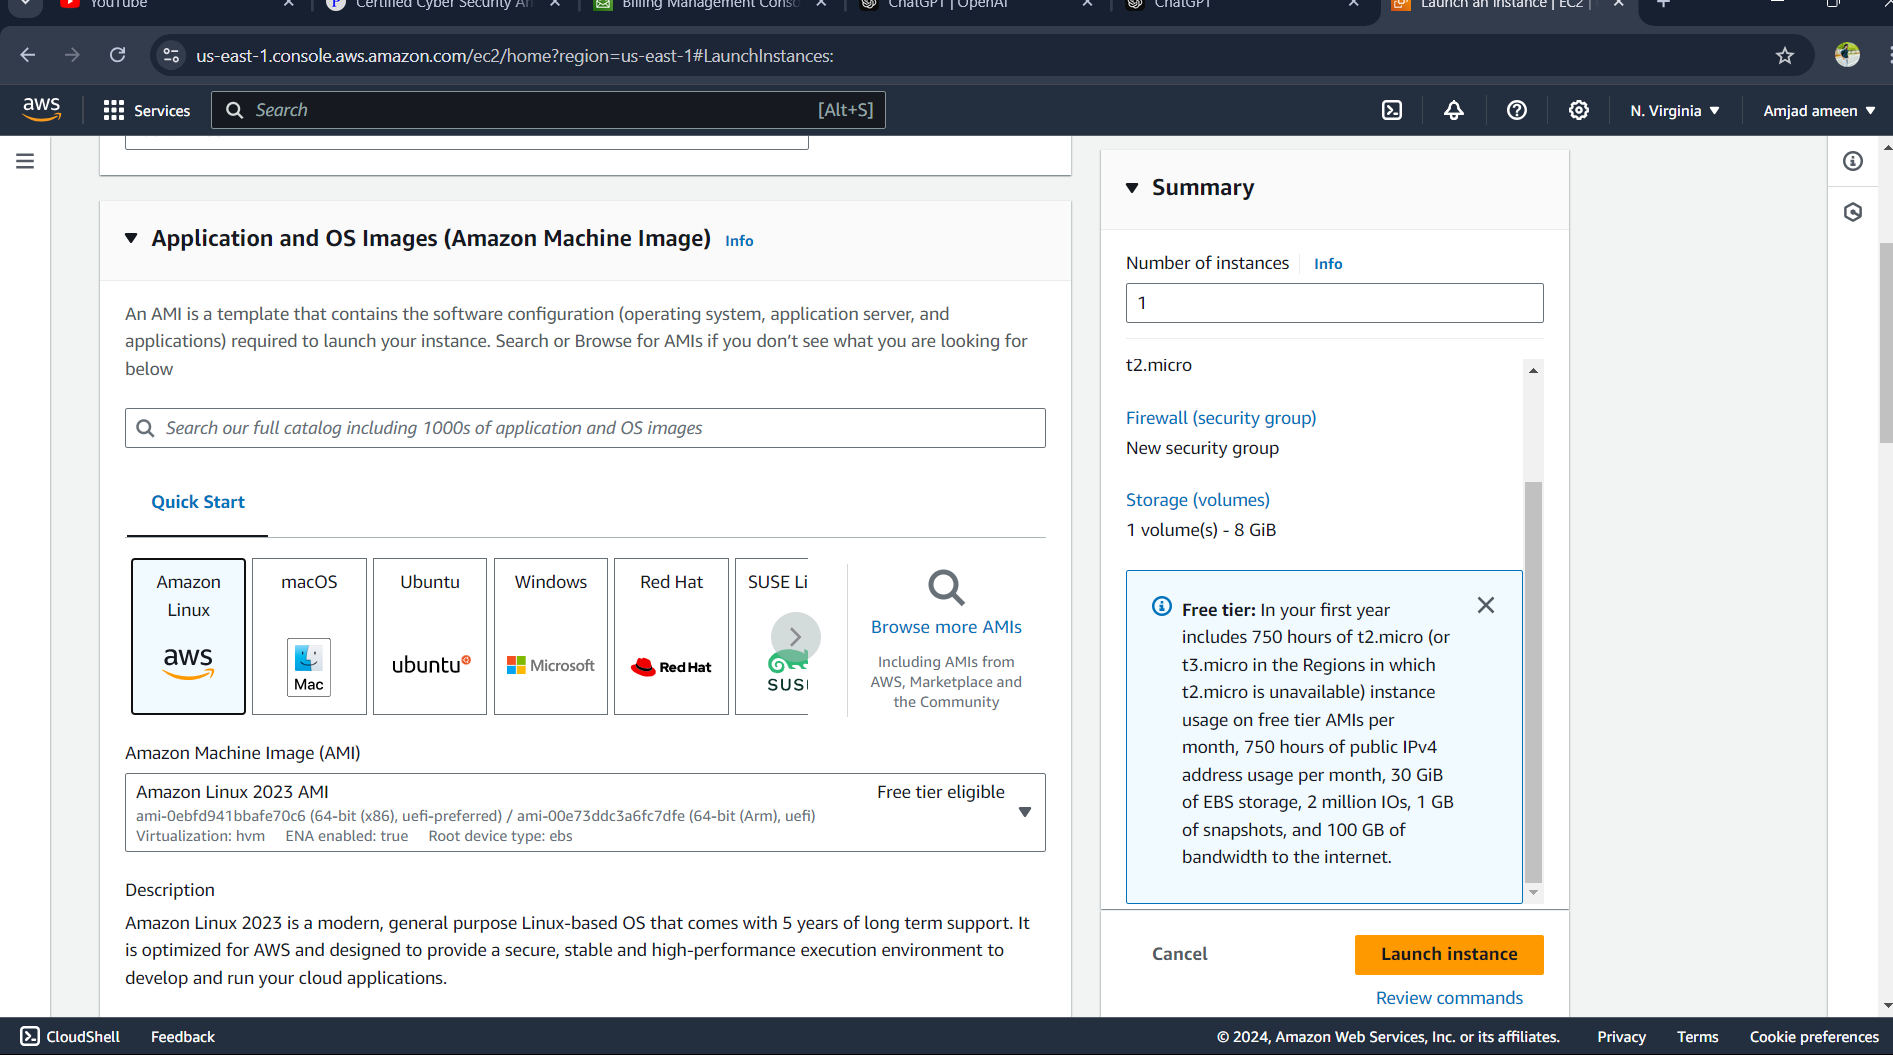 YouTube
Certified Cyber Security An
Billing Management Conso
ChatGPT | OpenAI
ChatGPT
Launch an instance | EC2 |
us-east-1.console.aws.amazon.com/ec2/home?region=us-east-1#LaunchInstances:
aws
Services
Search
[Alt+S]
N. Virginia
Amjad ameen
Application and OS Images (Amazon Machine Image)
Info
An AMI is a template that contains the software configuration (operating system, application server, and
applications) required to launch your instance. Search or Browse for AMIs if you don’t see what you are looking for
below
Search our full catalog including 1000s of application and OS images
Quick Start
Amazon
Linux
aws
macOS
Mac
Ubuntu
ubuntu
Windows
Microsoft
Red Hat
Red Hat
SUSE Li
SUS
Browse more AMIs
Including AMIs from
AWS, Marketplace and
the Community
Amazon Machine Image (AMI)
Amazon Linux 2023 AMI
Free tier eligible
ami-0ebfd941bbafe70c6 (64-bit (x86), uefi-preferred) / ami-00e73ddc3a6fc7dfe (64-bit (Arm), uefi)
Virtualization: hvm ENA enabled: true Root device type: ebs
Description
Amazon Linux 2023 is a modern, general purpose Linux-based OS that comes with 5 years of long term support. It
is optimized for AWS and designed to provide a secure, stable and high-performance execution environment to
develop and run your cloud applications.
Summary
Number of instances
Info
1
t2.micro
Firewall (security group)
New security group
Storage (volumes)
1 volume(s) - 8 GiB
Free tier: In your first year
includes 750 hours of t2.micro (or
t3.micro in the Regions in which
t2.micro is unavailable) instance
usage on free tier AMIs per
month, 750 hours of public IPv4
address usage per month, 30 GiB
of EBS storage, 2 million IOs, 1 GB
of snapshots, and 100 GB of
bandwidth to the internet.
Cancel
Launch instance
Review commands
CloudShell
Feedback
© 2024, Amazon Web Services, Inc. or its affiliates.
Privacy
Terms
Cookie preferences